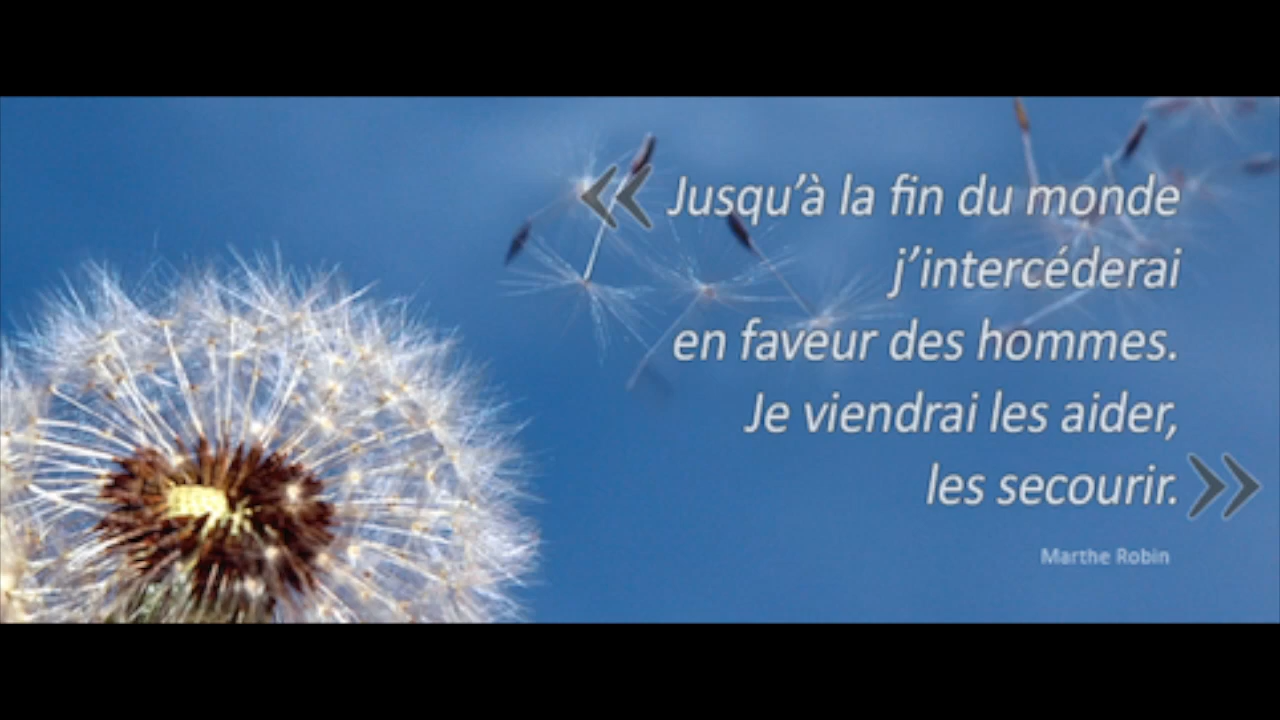 « Jusqu’à la fin du monde
j’intercéderai
en faveur des hommes.
Je viendrai les aider,
les secourir. »
Marthe Robin